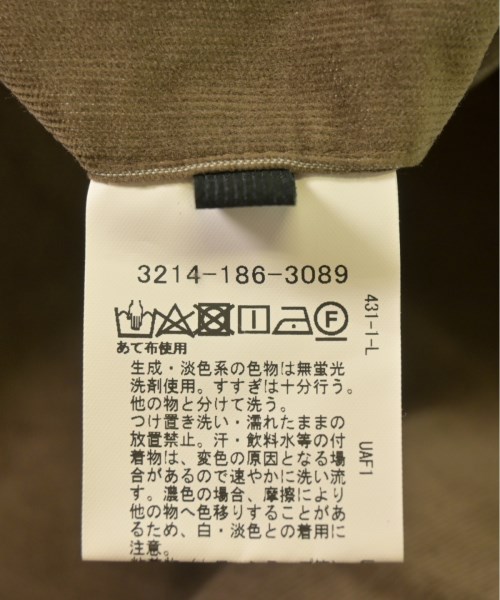 3214-186-3089
F
あて布使用
生成・淡色系の色物は無蛍光
洗剤使用。すすぎは十分行う。
他の物と分けて洗う。
つけ置き洗い・濡れたままの
放置禁止。汗・飲料水等の付
着物は、変色の原因となる場
合があるので速やかに洗い流
す。濃色の場合、摩擦により
他の物へ色移りすることがあ
るため、白・淡色との着用に
注意。
431-1-L
UAF1